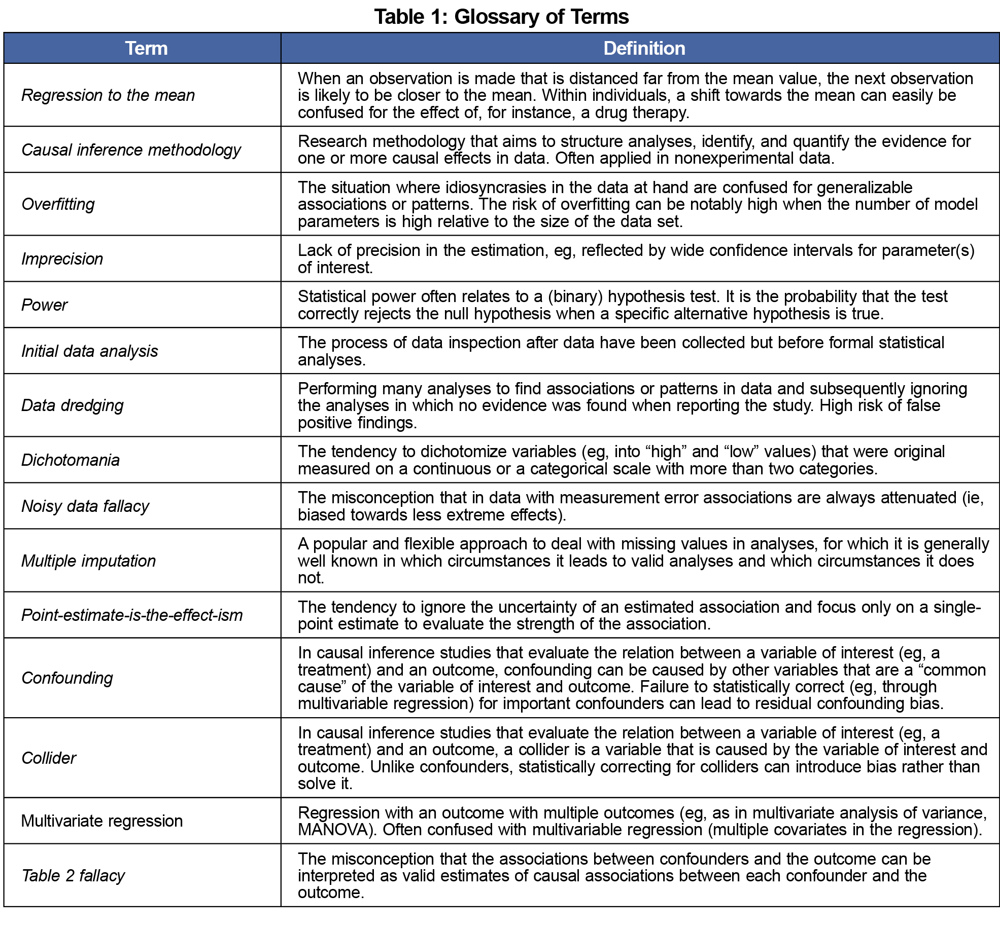 Table 1: Glossary of Terms
Term
Definition
Regression to the mean
When an observation is made that is distanced far from the mean value, the next observation
is likely to be closer to the mean. Within individuals, a shift towards the mean can easily be
confused for the effect of, for instance, a drug therapy.
Causal inference methodology
Research methodology that aims to structure analyses, identify, and quantify the evidence for
one or more causal effects in data. Often applied in nonexperimental data.
Overfitting
The situation where idiosyncrasies in the data at hand are confused for generalizable
associations or patterns. The risk of overfitting can be notably high when the number of model
parameters is high relative to the size of the data set.
Imprecision
Lack of precision in the estimation, eg, reflected by wide confidence intervals for parameter(s)
of interest.
Power
Statistical power often relates to a (binary) hypothesis test. It is the probability that the test
correctly rejects the null hypothesis when a specific alternative hypothesis is true.
Initial data analysis
The process of data inspection after data have been collected but before formal statistical
analyses.
Data dredging
Performing many analyses to find associations or patterns in data and subsequently ignoring
the analyses in which no evidence was found when reporting the study. High risk of false
positive findings.
Dichotomania
The tendency to dichotomize variables (eg, into “high” and “low” values) that were original
measured on a continuous or a categorical scale with more than two categories.
Noisy data fallacy
The misconception that in data with measurement error associations are always attenuated (ie,
biased towards less extreme effects).
Multiple imputation
A popular and flexible approach to deal with missing values in analyses, for which it is generally
well known in which circumstances it leads to valid analyses and which circumstances it does
not.
Point-estimate-is-the-effect-ism
The tendency to ignore the uncertainty of an estimated association and focus only on a single-
point estimate to evaluate the strength of the association.
Confounding
In causal inference studies that evaluate the relation between a variable of interest (eg, a
treatment) and an outcome, confounding can be caused by other variables that are a “common
cause” of the variable of interest and outcome. Failure to statistically correct (eg, through
multivariable regression) for important confounders can lead to residual confounding bias.
Collider
In causal inference studies that evaluate the relation between a variable of interest (eg, a
treatment) and an outcome, a collider is a variable that is caused by the variable of interest and
outcome. Unlike confounders, statistically correcting for colliders can introduce bias rather than
solve it.
Multivariate regression
Regression with an outcome with multiple outcomes (eg, as in multivariate analysis of variance,
MANOVA). Often confused with multivariable regression (multiple covariates in the regression).
Table 2 fallacy
The misconception that the associations between confounders and the outcome can be
interpreted as valid estimates of causal associations between each confounder and the
outcome.